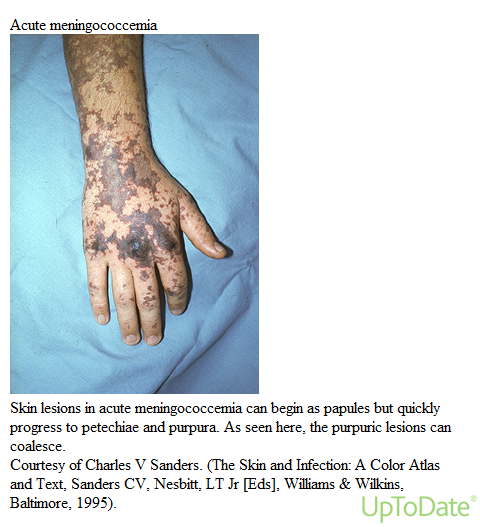 Acute meningococcemia
Skin lesions in acute meningococcemia can begin as papules but quickly
progress to petechiae and purpura. As seen here, the purpuric lesions can
coalesce.
Courtesy of Charles V Sanders. (The Skin and Infection: A Color Atlas
and Text, Sanders CV, Nesbitt, LT Jr [Eds], Williams & Wilkins,
Baltimore, 1995).
UpToDate®